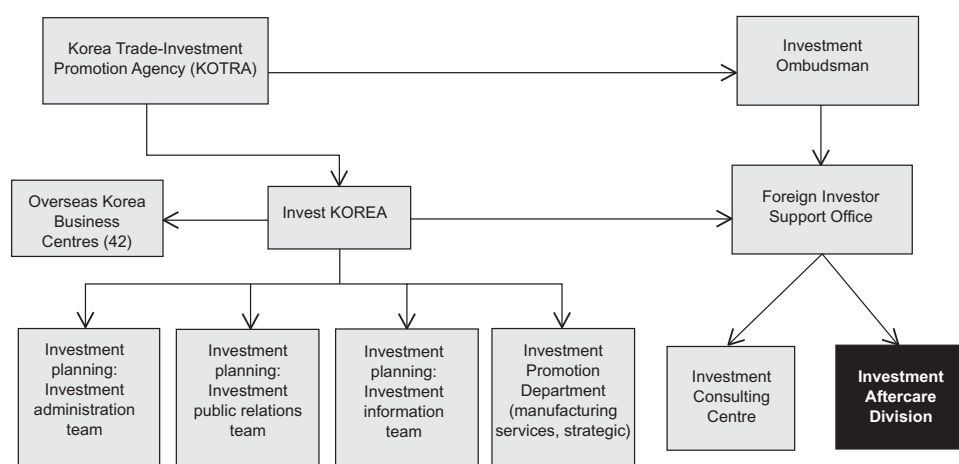 Korea Trade-Investment
Promotion Agency (KOTRA)
Investment
Ombudsman
Overseas Korea
Business
Centres (42)
Invest KOREA
Foreign Investor
Support Office
Investment
planning:
Investment
administration
team
Investment
planning:
Investment
public relations
team
Investment
planning:
Investment
information
team
Investment
Promotion
Department
(manufacturing
services, strategic)
Investment
Consulting
Centre
Investment
Aftercare
Division